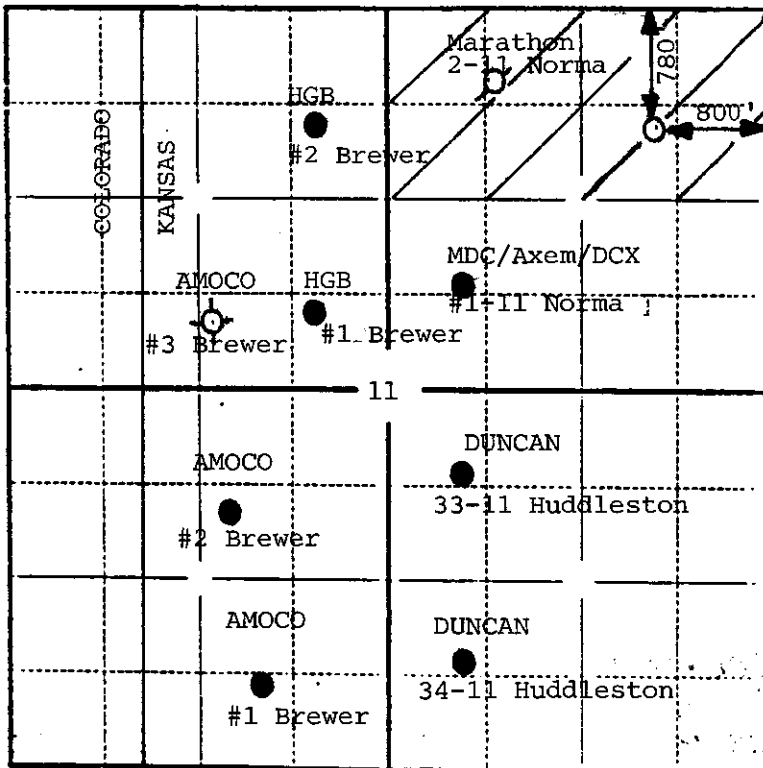 Marathon
2-11 Norma
780
800'
HGB
#2 Brewer
COLORADO
KANSAS
MDC/Axem/DCX
#1-11 Norma
AMOCO
#3 Brewer
HGB
#1 Brewer
11
DUNCAN
33-11 Huddleston
AMOCO
#2 Brewer
AMOCO
#1 Brewer
DUNCAN
34-11 Huddleston